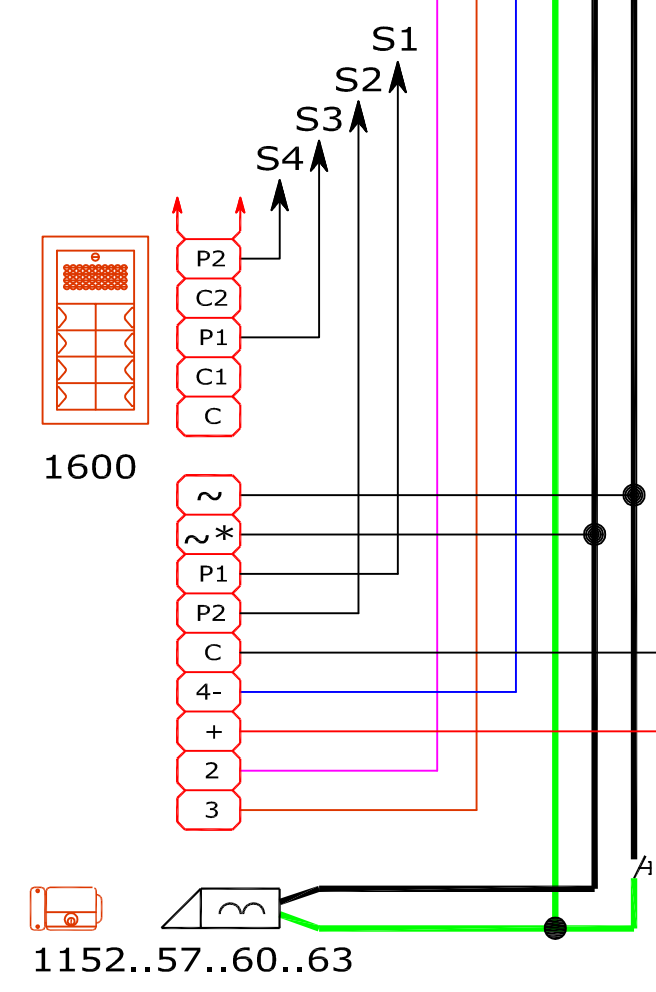 S1
S2
S3
S4
P2
C2
P1
C1
C
1600
~
~*
P1
P2
C
4-
+
2
3
1152..57..60..63